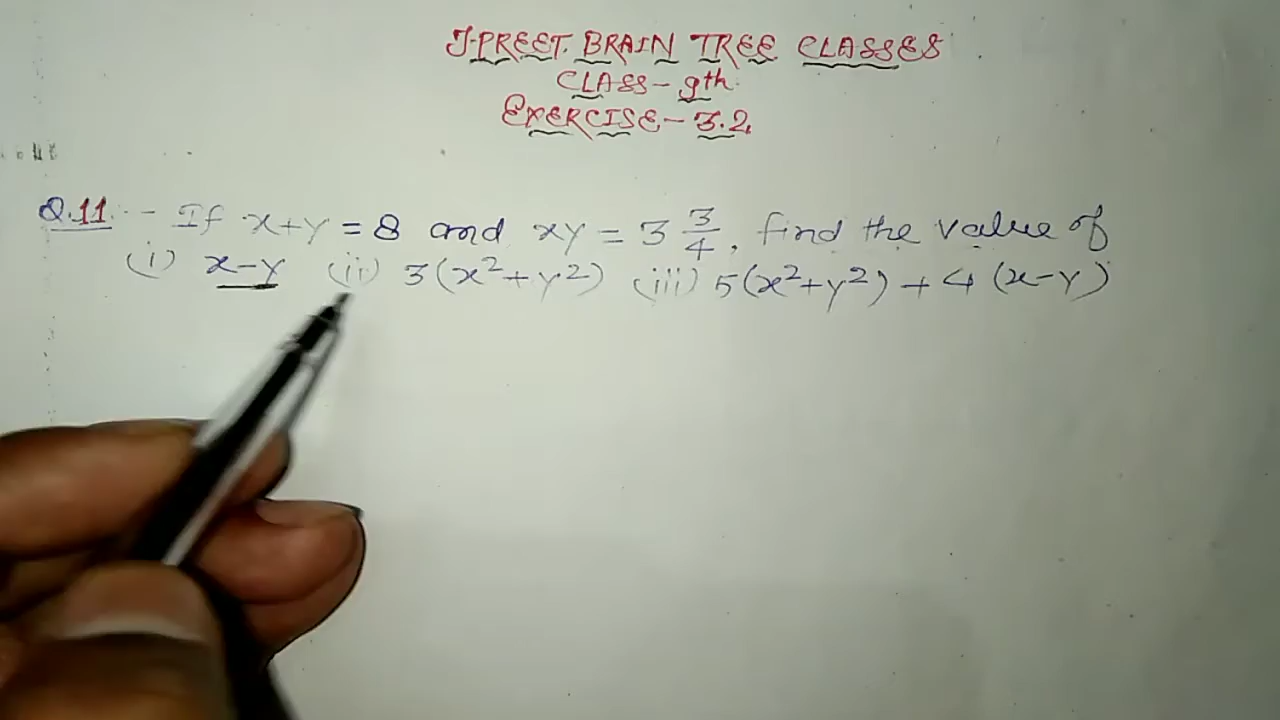 J-PREET BRAIN TREE CLASSES
CLASS-9th
EXERCISE-3.2
Q.11. - If x+y = 8 and xy = 3 3/4, find the value of
(i) x-y (ii) 3(x²+y²) (iii) 5(x²+y²) + 4(x-y)